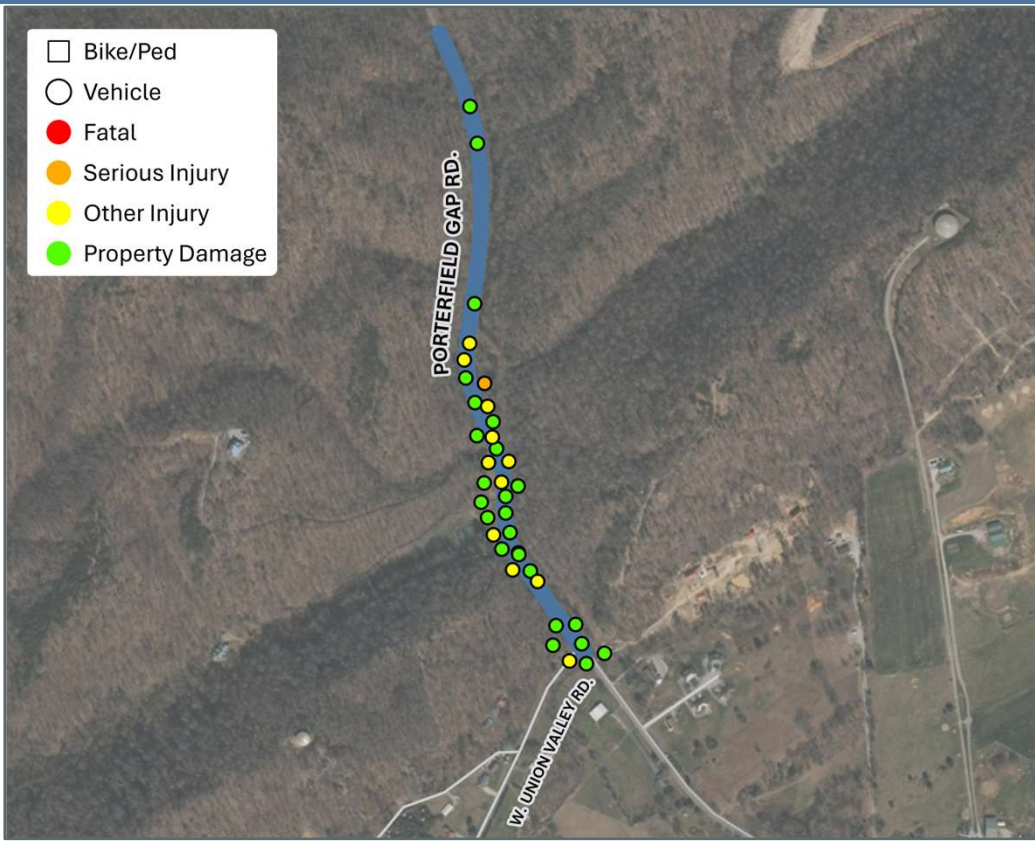 Bike/Ped
Vehicle
Fatal
Serious Injury
Other Injury
Property Damage
PORTERFIELD GAP RD.
W. UNION VALLEY RD.